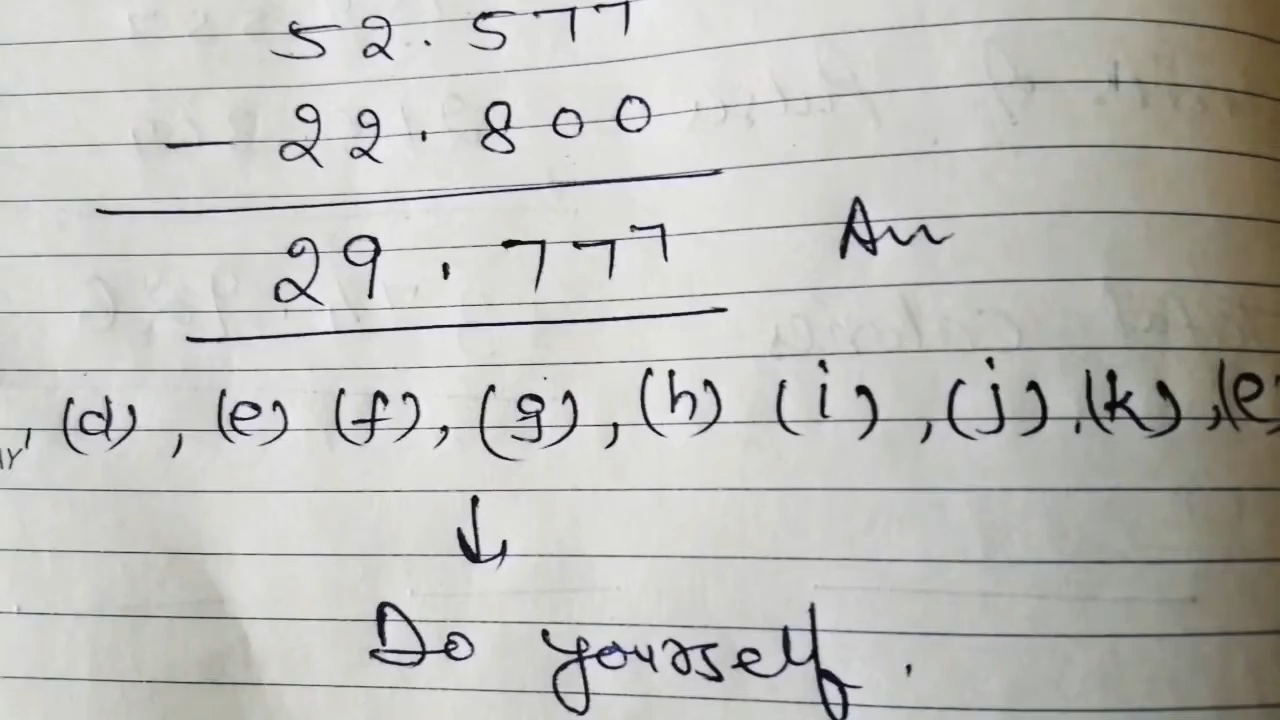 52.577
- 22.800
29.777 An
, (d), (e) (f), (g), (h) (i), (j), (k), (e
↓
Do yourself.